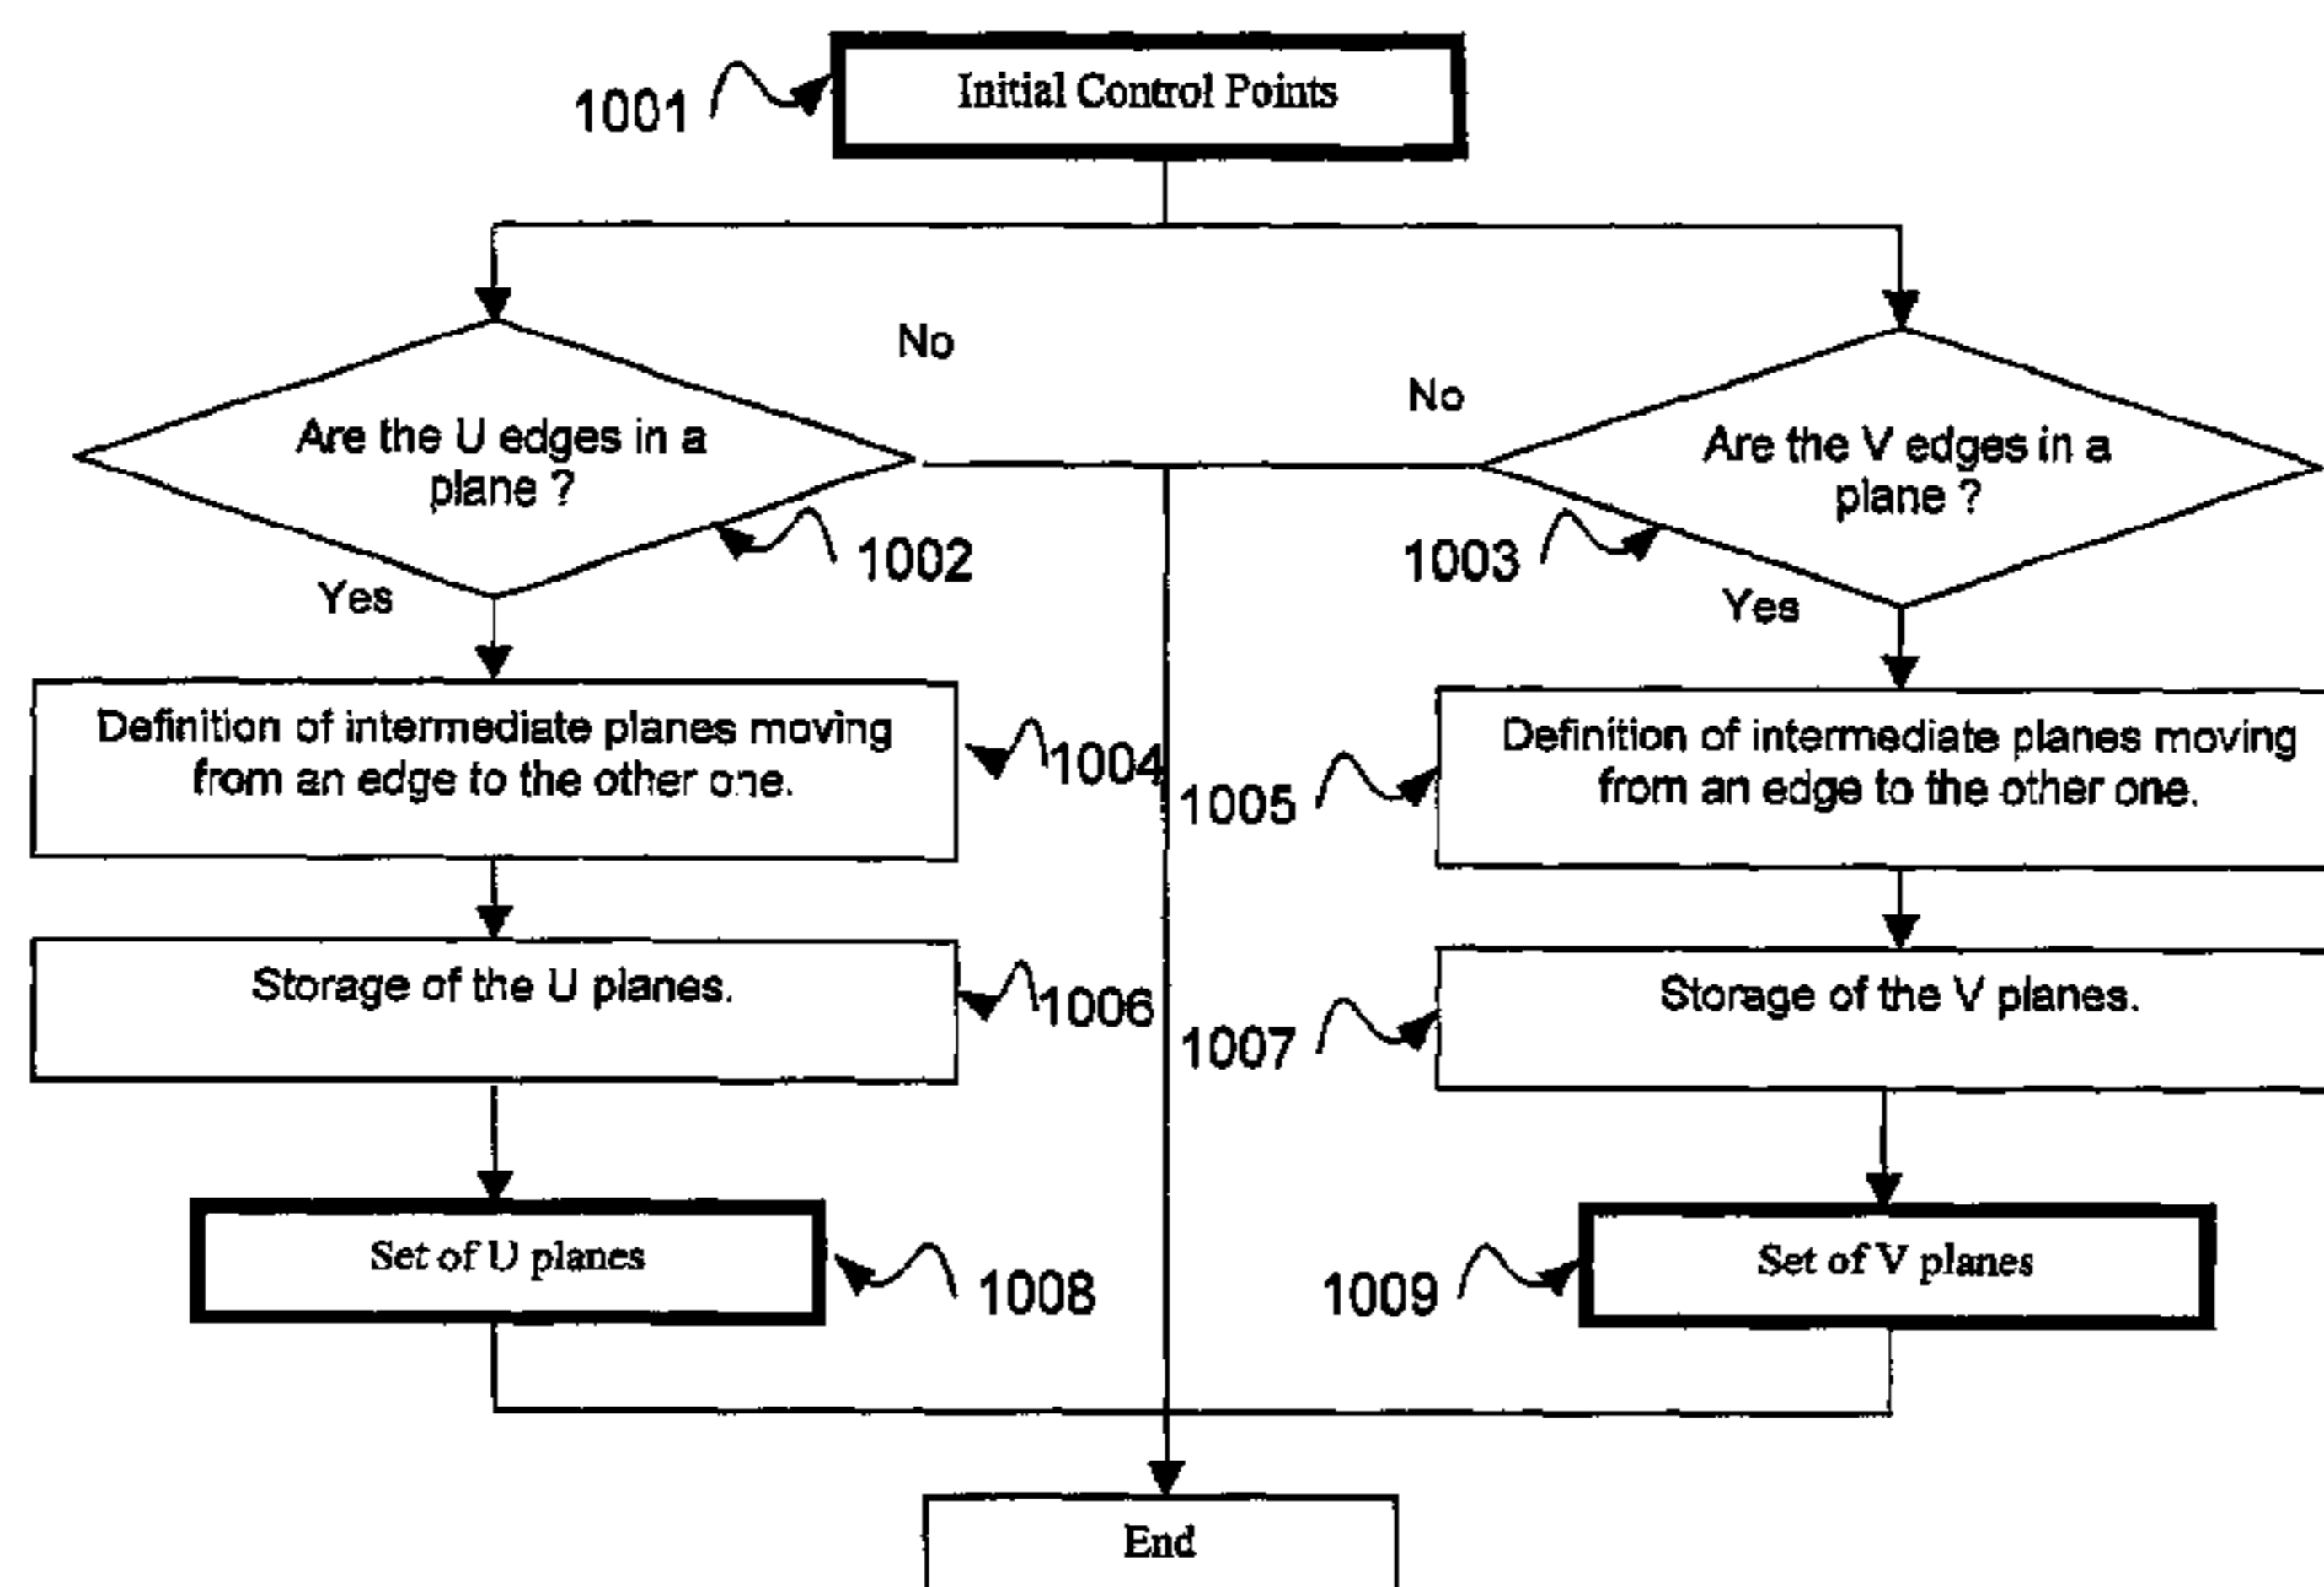 Initial Control Points
1001
No
No
Are the U edges in a
plane ?
Are the V edges in a
plane ?
1002
1003
Yes
Yes
Definition of intermediate planes moving
from an edge to the other one.
1004
Definition of intermediate planes moving
from an edge to the other one.
1005
Storage of the U planes.
1006
Storage of the V planes.
1007
Set of U planes
1008
Set of V planes
1009
End